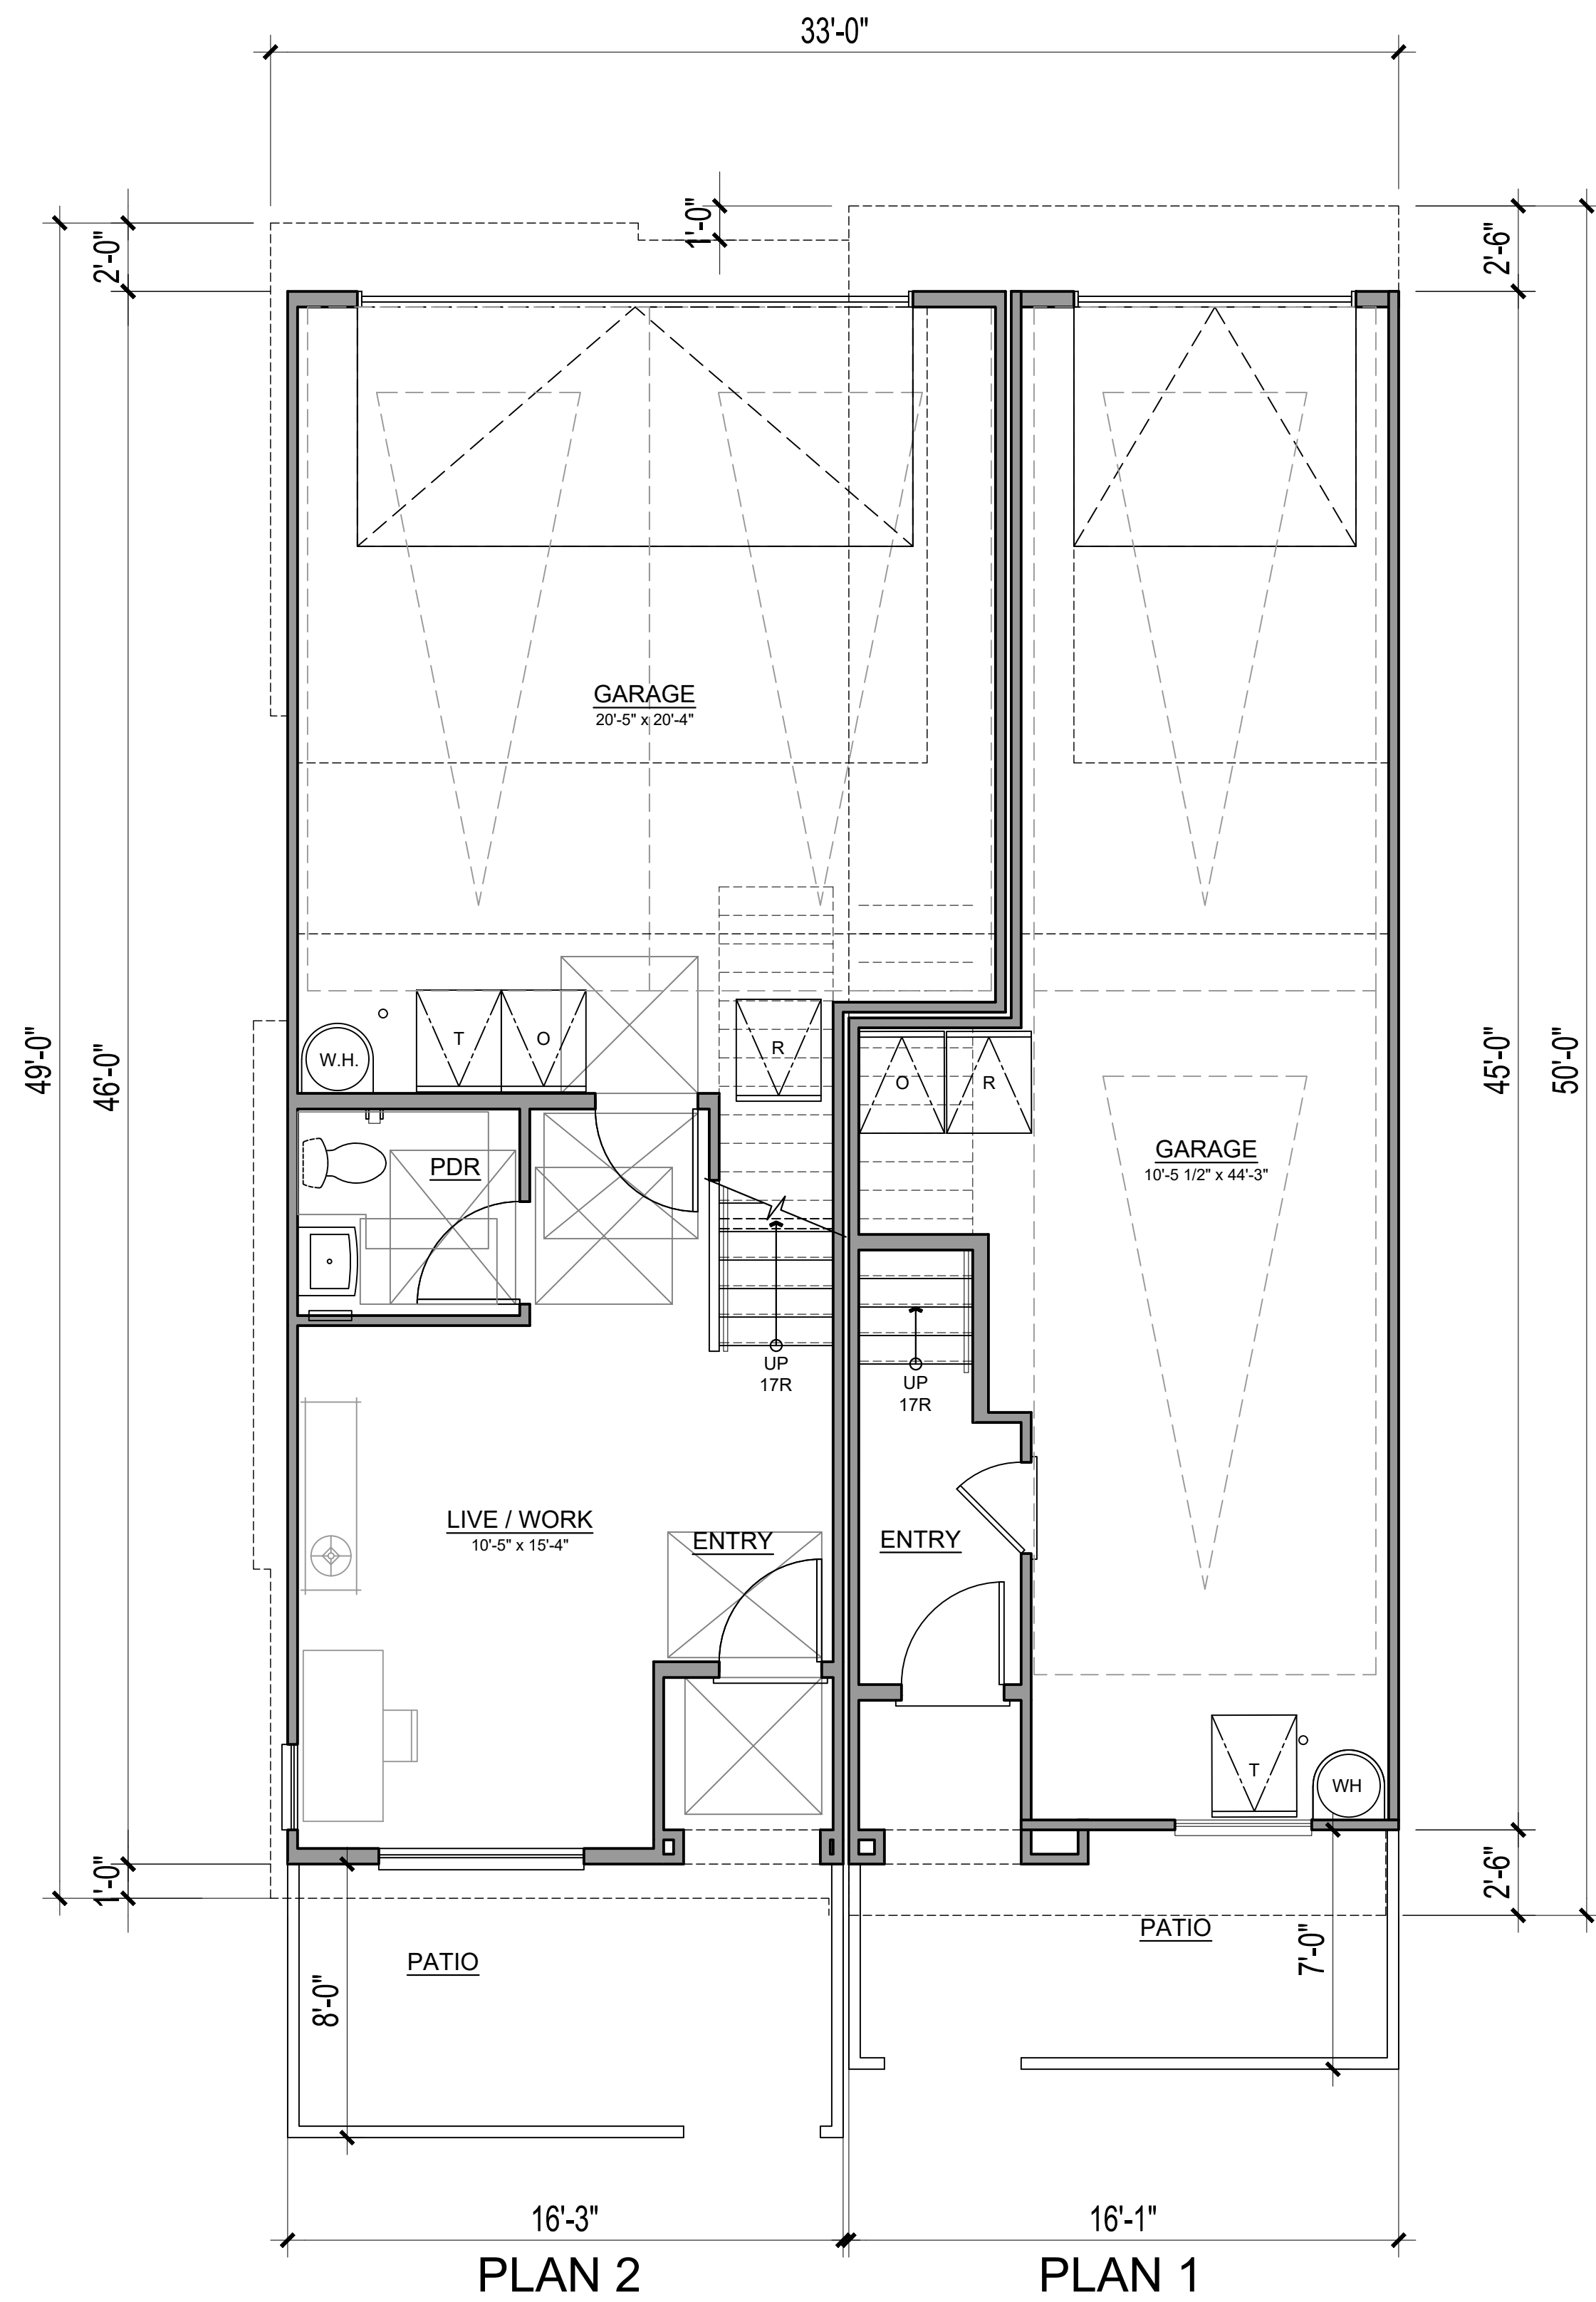 33'-0"
1'-0"
2'-0"
2'-6"
GARAGE
20'-5" x 20'-4"
49'-0"
46'-0"
45'-0"
50'-0"
W.H.
T
O
R
O
R
PDR
GARAGE
10'-5 1/2" x 44'-3"
UP
17R
UP
17R
LIVE / WORK
10'-5" x 15'-4"
ENTRY
ENTRY
T
WH
1'-0"
2'-6"
PATIO
8'-0"
PATIO
7'-0"
16'-3"
16'-1"
PLAN 2
PLAN 1